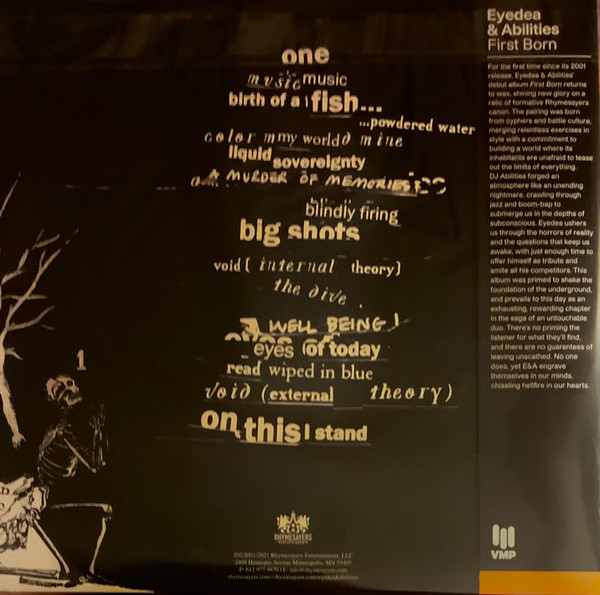 one
music music
birth of a fish...
...powdered water
color my world mine
liquid sovereignty
A MURDER OF MEMORIES
blindly firing
big shots
void ( internal theory)
the dive
A WELL BEING
eyes of today
read wiped in blue
void (external theory)
on this I stand
1
RHYMESAYERS
ENTERTAINMENT
©2001/2021 Rhymesayers Entertainment, LLC
2409 Hennepin Avenue Minneapolis, MN 55405
rhymesayers.com | rhymesayers.com/eyedeaabilities
Eyedea
& Abilities
First Born
For the first time since its 2001
release, Eyedea & Abilities'
debut album First Born returns
to wax, shining new glory on a
relic of formative Rhymesayers
canon. The pairing was born
from cyphers and battle culture,
merging relentless exercises in
style with a commitment to
building a world where its
inhabitants are unafraid to tease
out the limits of everything.
DJ Abilities forged an
atmosphere like an unending
nightmare, crawling through
jazz and boom-bap to
submerge us in the depths of
subconscious. Eyedea ushers
us through the horrors of reality
and the questions that keep us
awake, with just enough time to
offer himself as tribute and
smite all his competitors. This
album was primed to shake the
foundation of the underground,
and prevails to this day as an
exhausting, rewarding chapter
in the saga of an untouchable
duo. There's no priming the
listener for what they'll find,
and there are no guarantees of
leaving unscathed. No one
does, yet E&A engrave
themselves in our minds,
chiseling hellfire in our hearts.
VMP